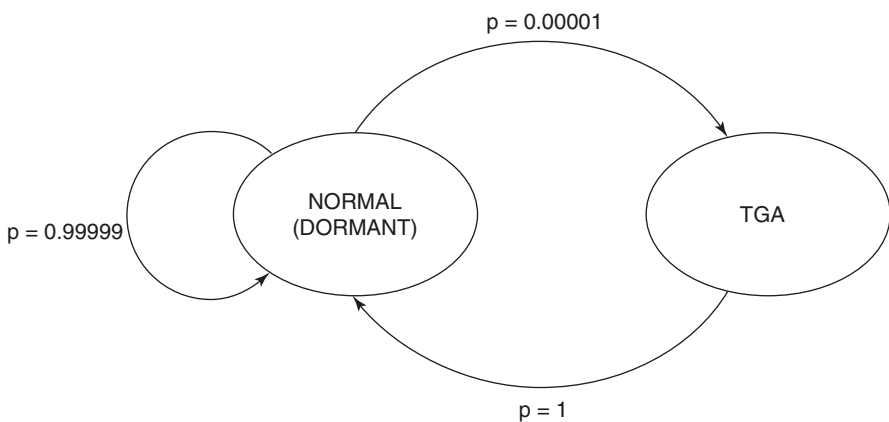 p = 0.00001
NORMAL
(DORMANT)
TGA
p = 0.99999
p = 1